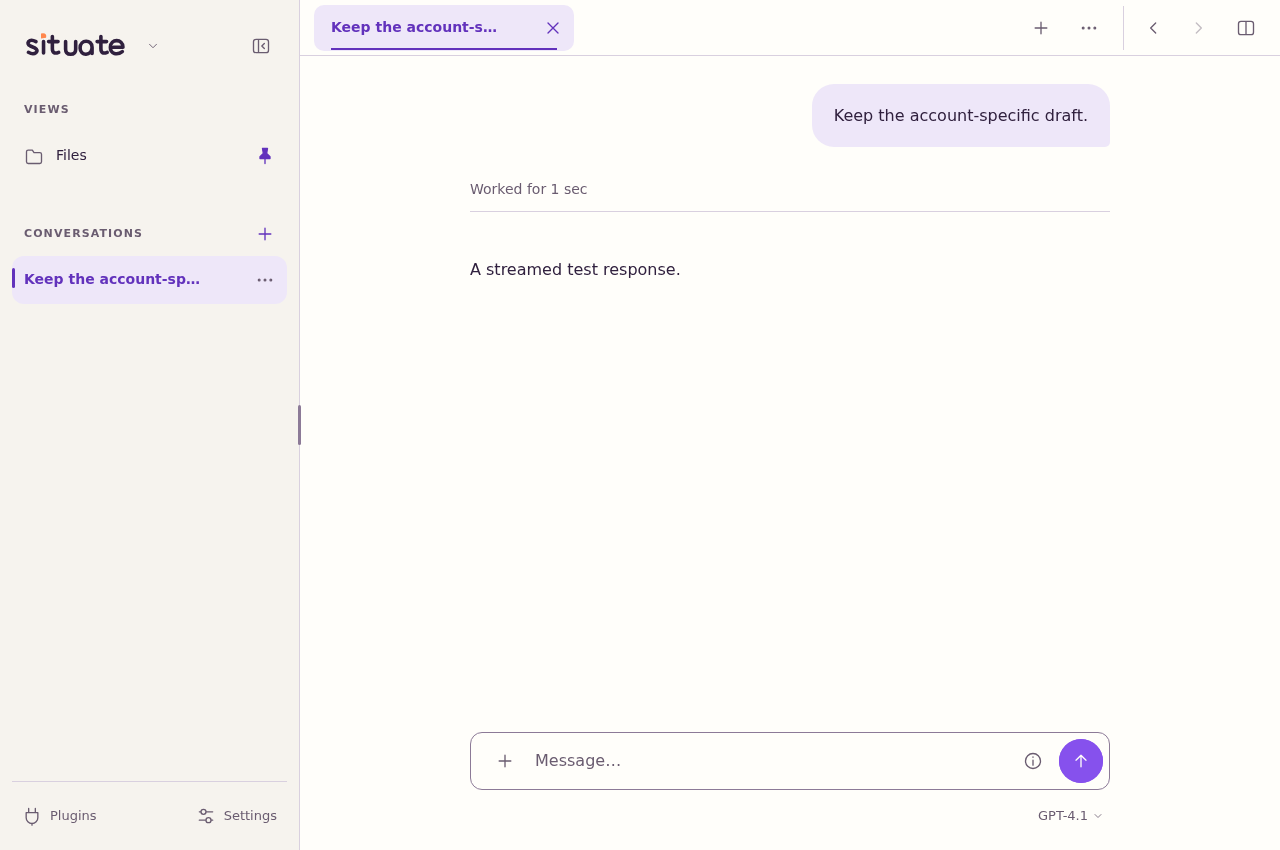 situate
VIEWS
Files
CONVERSATIONS
Keep the account-sp…
Plugins
Settings
Keep the account-s…
Keep the account-specific draft.
Worked for 1 sec
A streamed test response.
Message…
GPT-4.1